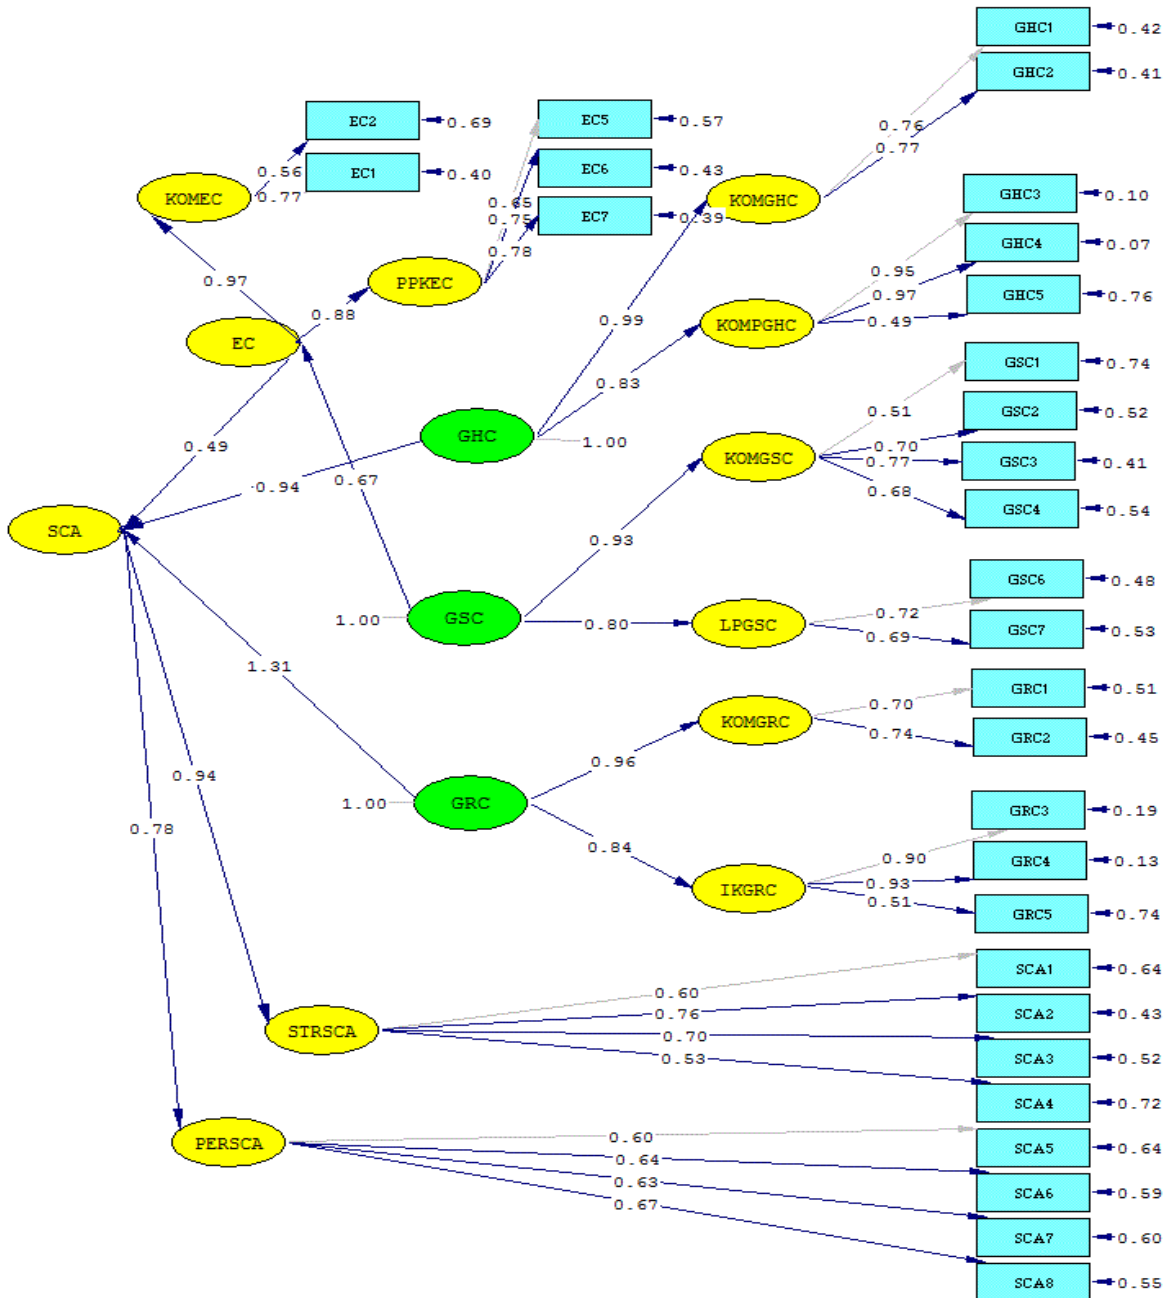 GHC1 0.42
GHC2 0.41
0.76
0.77
EC2 0.69
EC1 0.40
0.56
0.77
KOMEC
EC5 0.57
EC6 0.43
EC7 0.39
0.65
0.75
0.78
KOMGHC
GHC3 0.10
GHC4 0.07
GHC5 0.76
0.95
0.97
0.49
PPKEC
0.97
0.88
EC
0.99
KOMPGHC
0.83
GSC1 0.74
GSC2 0.52
GSC3 0.41
GSC4 0.54
0.51
0.70
0.77
0.68
GHC
1.00
KOMGSC
0.49
-0.94
0.67
SCA
0.93
GSC6 0.48
GSC7 0.53
0.72
0.69
1.00
GSC
0.80
LPGSC
1.31
GRC1 0.51
GRC2 0.45
0.70
0.74
KOMGRC
0.96
0.94
1.00
GRC
0.78
0.84
GRC3 0.19
GRC4 0.13
GRC5 0.74
0.90
0.93
0.51
IKGRC
SCA1 0.64
SCA2 0.43
SCA3 0.52
SCA4 0.72
0.60
0.76
0.70
0.53
STRSCA
PERSCA
0.60
0.64
0.63
0.67
SCA5 0.64
SCA6 0.59
SCA7 0.60
SCA8 0.55